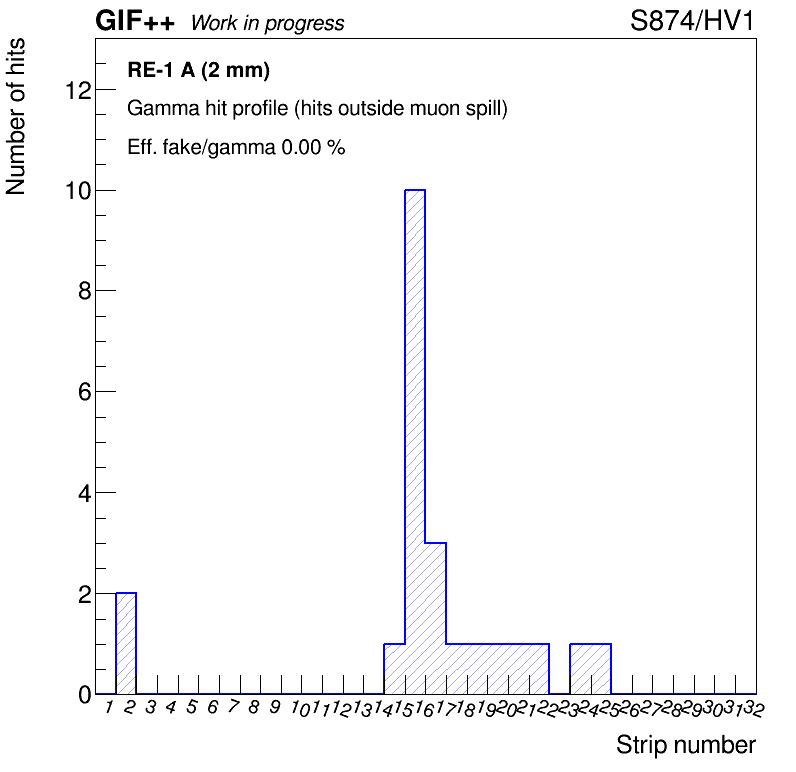 GIF++ Work in progress S874/HV1
Number of hits
RE-1 A (2 mm)
Gamma hit profile (hits outside muon spill)
Eff. fake/gamma 0.00 %
12
10
8
6
4
2
0
1 2 3 4 5 6 7 8 9 10 11 12 13 14 15 16 17 18 19 20 21 22 23 24 25 26 27 28 29 30 31 32
Strip number